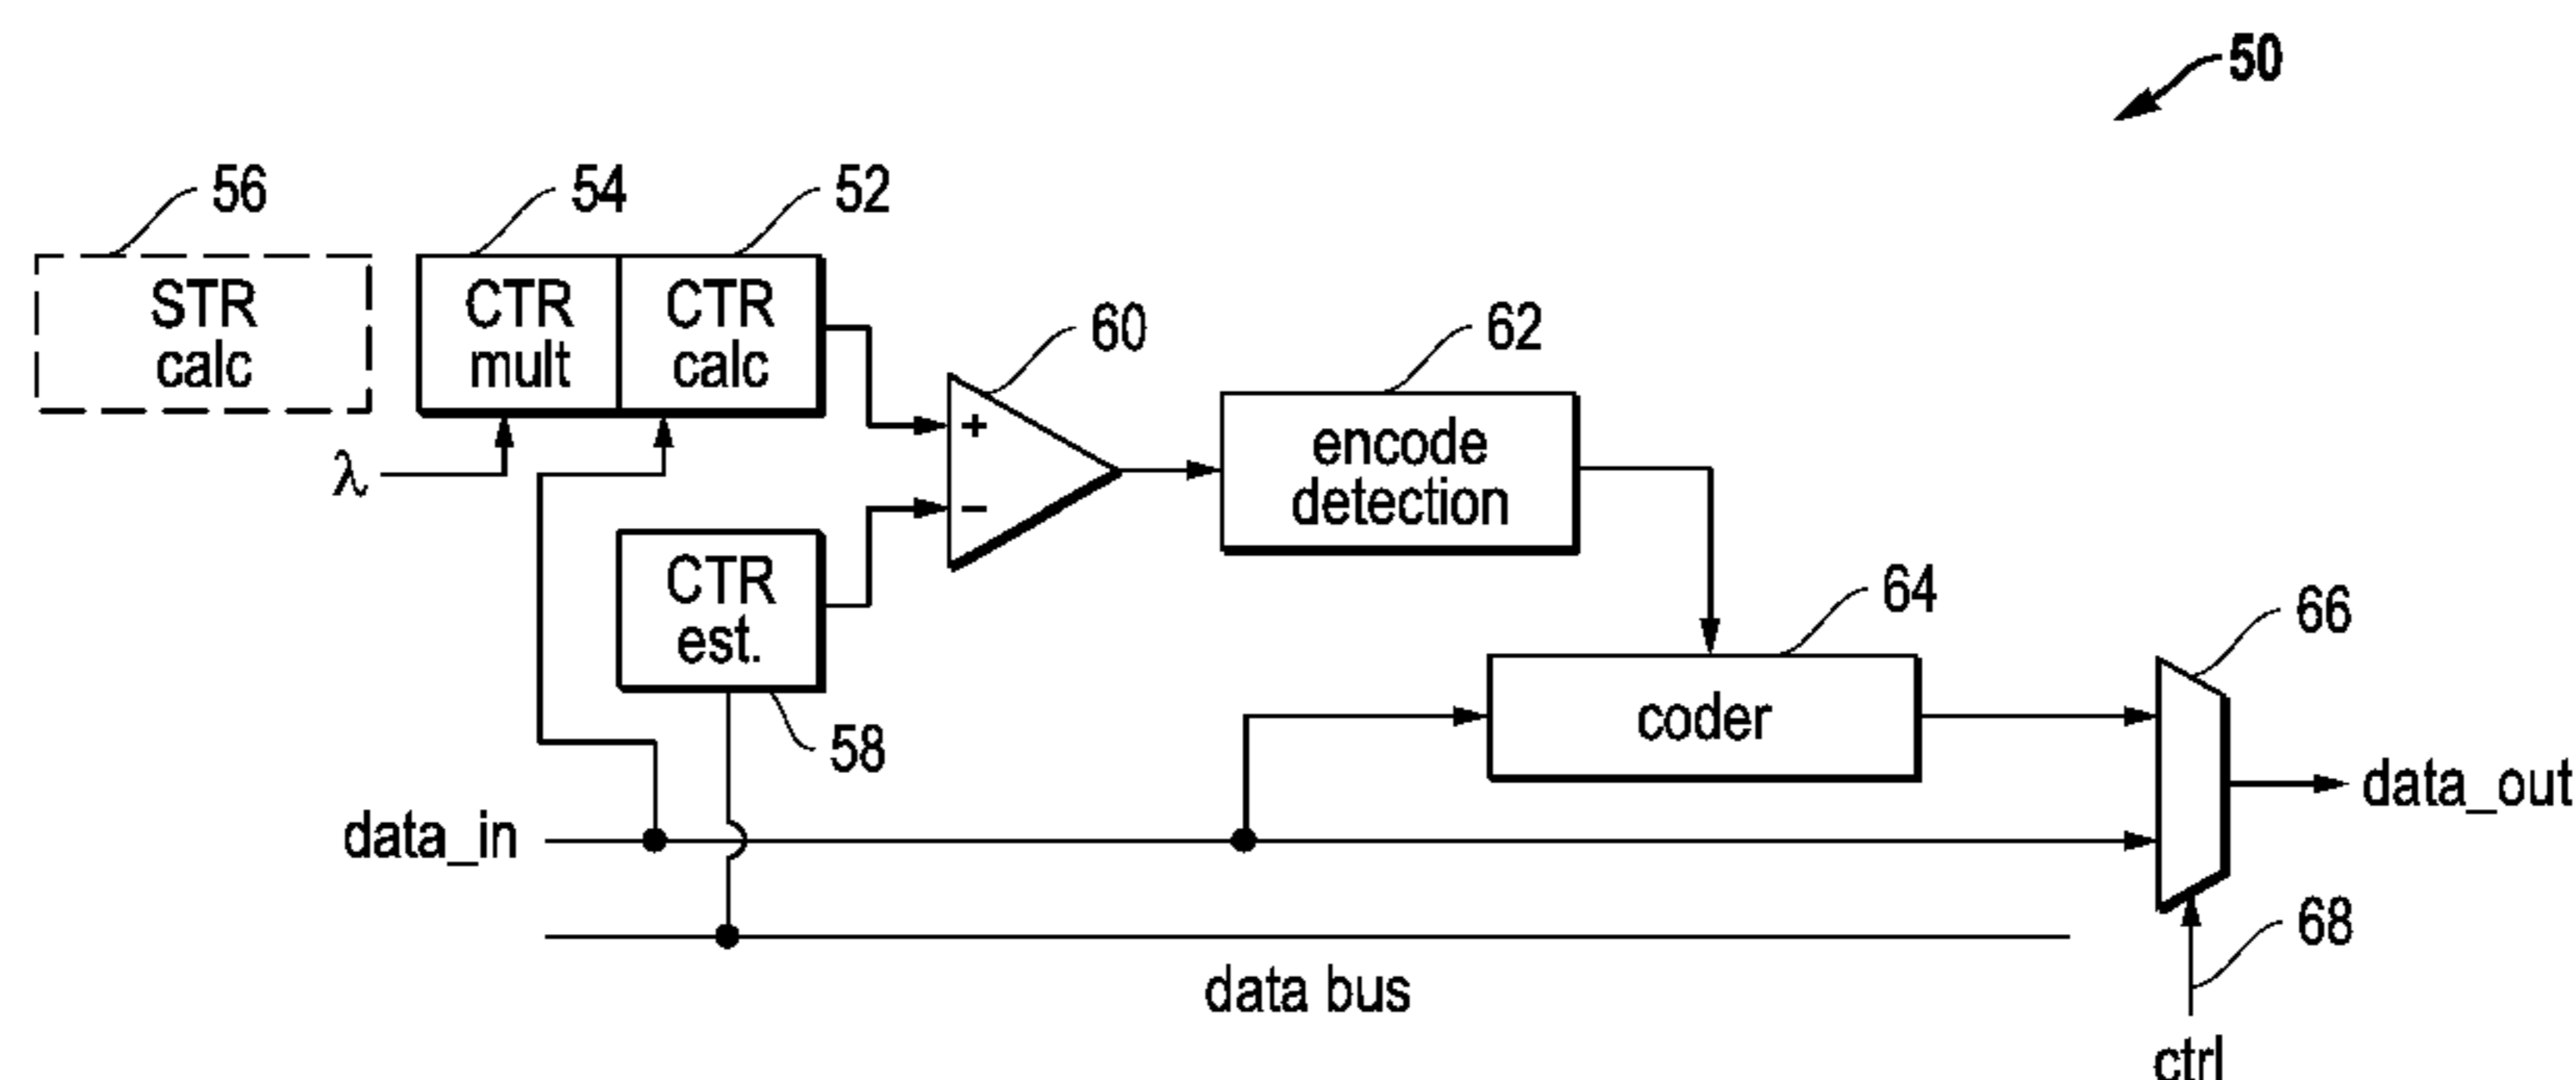 50
56
54
52
STR
calc
CTR
mult
CTR
calc
60
62
+
−
λ
encode
detection
CTR
est.
58
64
66
coder
data_in
data_out
68
data bus
ctrl